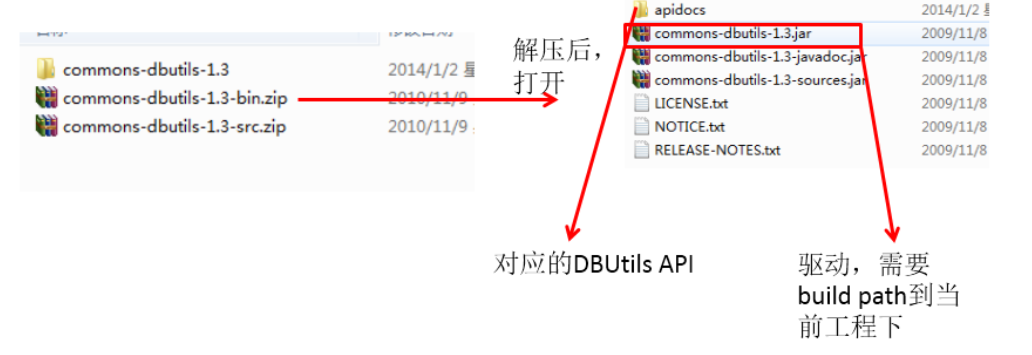 commons-dbutils-1.3
2014/1/2 星
commons-dbutils-1.3-bin.zip
2010/11/9
commons-dbutils-1.3-src.zip
2010/11/9
解压后，
打开
apidocs
2014/1/2
commons-dbutils-1.3.jar
2009/11/8
commons-dbutils-1.3-javadoc.jar
2009/11/8
commons-dbutils-1.3-sources.jar
2009/11/8
LICENSE.txt
2009/11/8
NOTICE.txt
2009/11/8
RELEASE-NOTES.txt
2009/11/8
对应的DBUtils API
驱动，需要
build path到当
前工程下